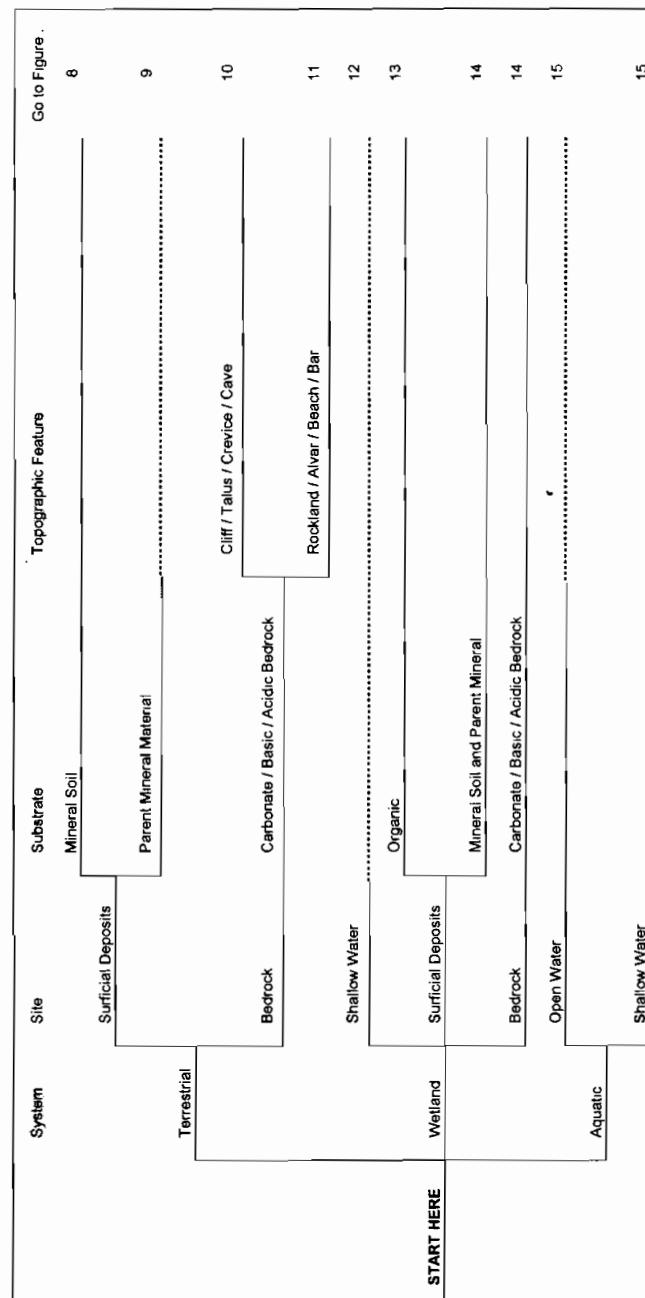 System Site Substrate Topographic Feature Go to Figure .
Mineral Soil 8
Surficial Deposits
Parent Mineral Material 9
Terrestrial
Cliff / Talus / Crevice / Cave 10
Bedrock Carbonate / Basic / Acidic Bedrock
Rockland / Alvar / Beach / Bar 11
Shallow Water 12
Organic 13
START HERE Wetland Surficial Deposits
Mineral Soil and Parent Mineral 14
Bedrock Carbonate / Basic / Acidic Bedrock 14
Open Water 15
Aquatic
Shallow Water 15